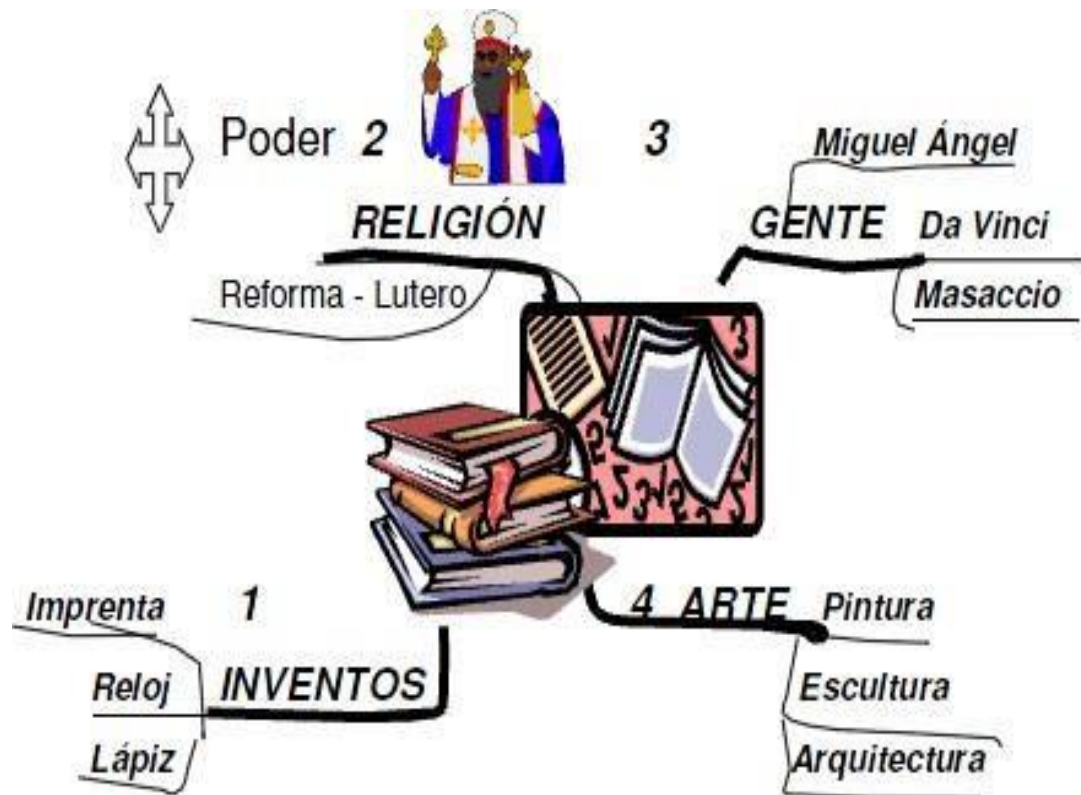 Poder 2
3
Miguel Ángel
RELIGIÓN
GENTE Da Vinci
Reforma - Lutero
Masaccio
3
Imprenta 1
4 ARTE Pintura
Reloj INVENTOS
Escultura
Lápiz
Arquitectura